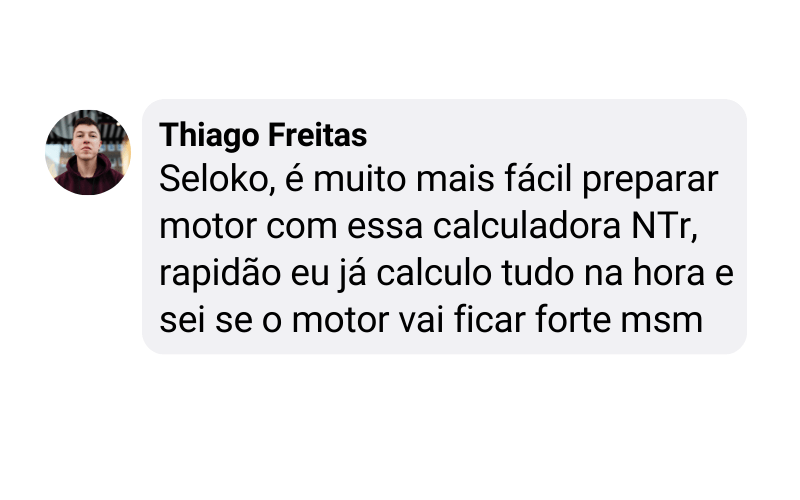 Thiago Freitas
Seloko, é muito mais fácil preparar
motor com essa calculadora NTr,
rapidão eu já calculo tudo na hora e
sei se o motor vai ficar forte msm